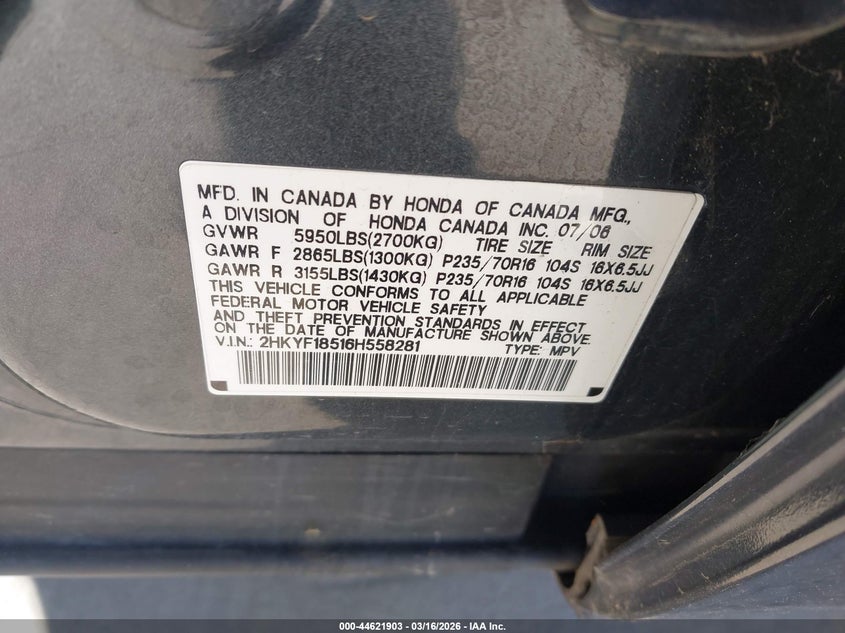 MFD. IN CANADA BY HONDA OF CANADA MFG.,
A DIVISION OF HONDA CANADA INC. 07/06
GVWR 5950LBS(2700KG) TIRE SIZE RIM SIZE
GAWR F 2865LBS(1300KG) P235/70R16 104S 16X6.5JJ
GAWR R 3155LBS(1430KG) P235/70R16 104S 16X6.5JJ
THIS VEHICLE CONFORMS TO ALL APPLICABLE
FEDERAL MOTOR VEHICLE SAFETY
AND THEFT PREVENTION STANDARDS IN EFFECT
ON THE DATE OF MANUFACTURE SHOWN ABOVE.
V.I.N.: 2HKYF18516H558281 TYPE: MPV
000-44621903 - 03/16/2026 - IAA Inc.